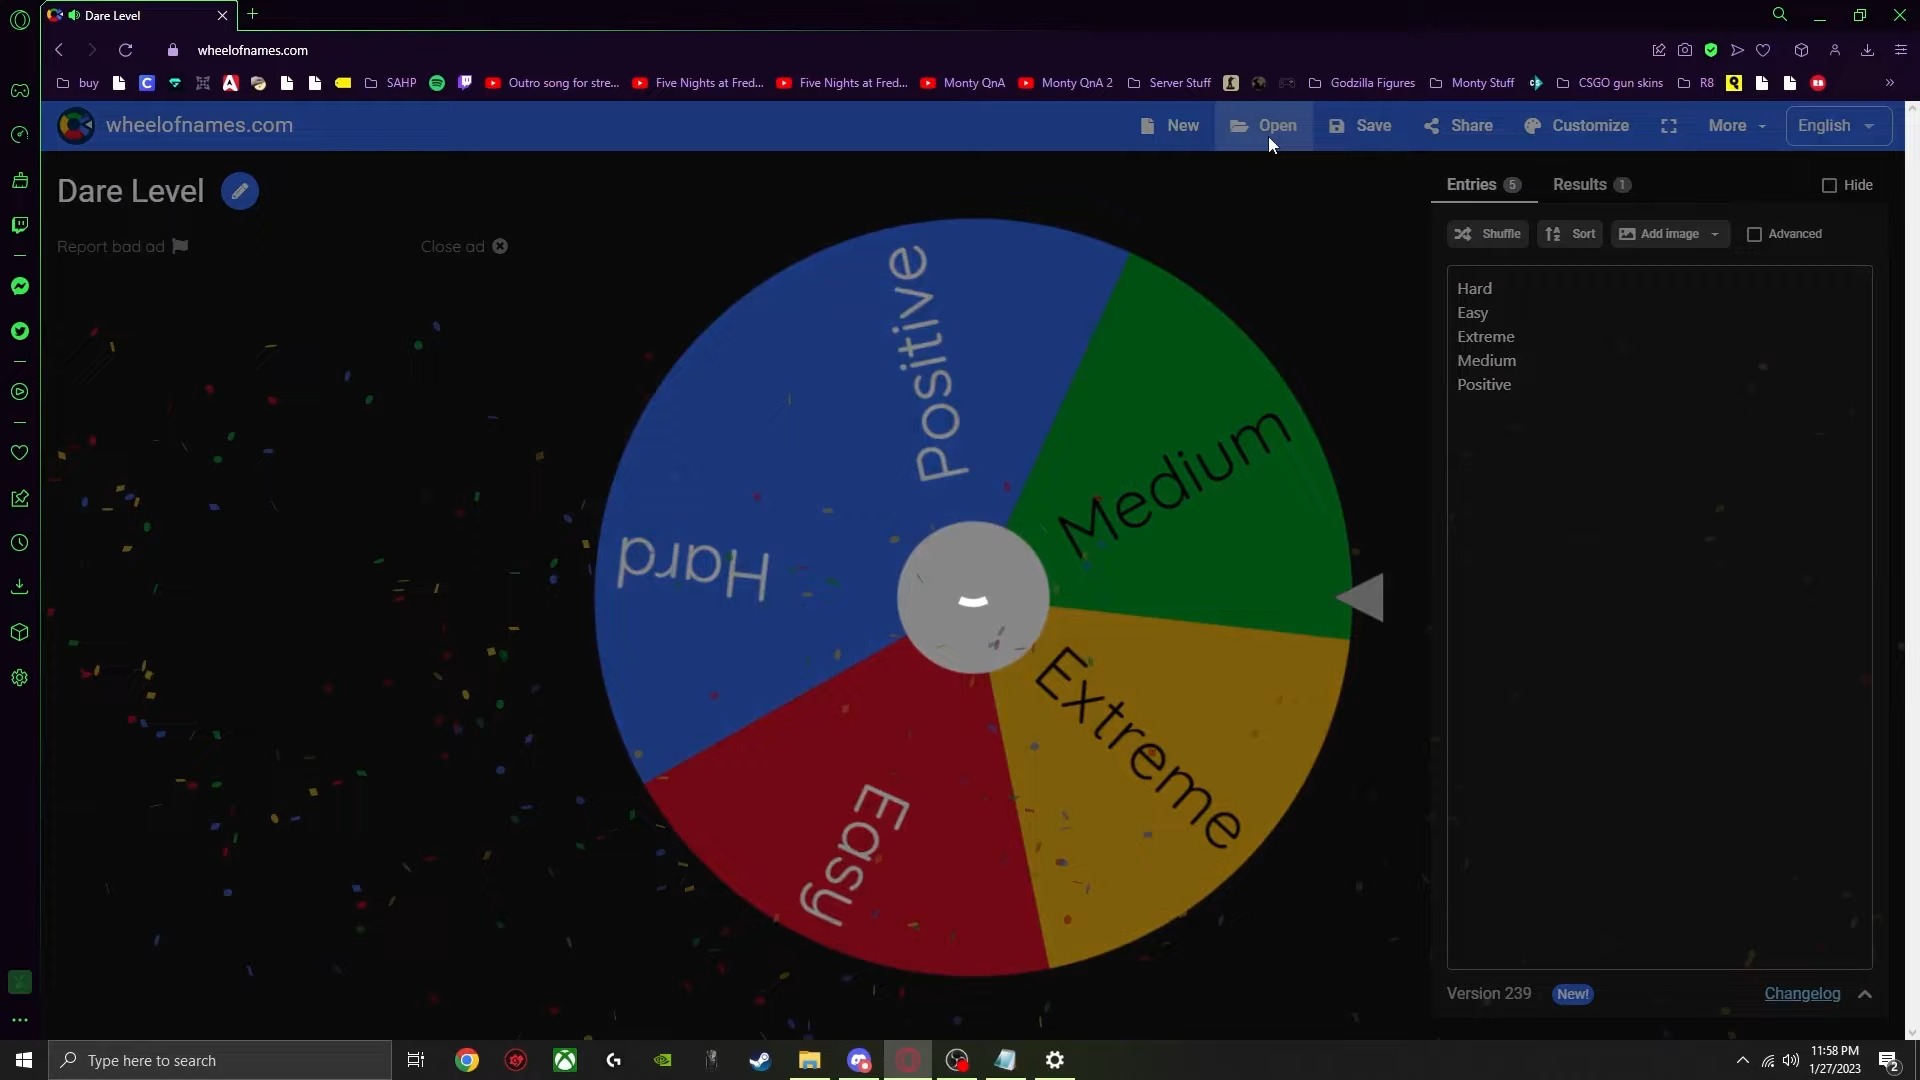 Dare Level
wheelofnames.com
buy
SAHP
Outro song for stre...
Five Nights at Fred...
Five Nights at Fred...
Monty QnA
Monty QnA 2
Server Stuff
Godzilla Figures
Monty Stuff
CSGO gun skins
R8
wheelofnames.com
New
Open
Save
Share
Customize
More
English
Dare Level
Entries 5
Results 1
Hide
Report bad ad
Close ad
Shuffle
Sort
Add image
Advanced
Hard
Easy
Extreme
Medium
Positive
Positive
Medium
Hard
Extreme
Easy
Version 239
New!
Changelog
Type here to search
11:58 PM
1/27/2023
2